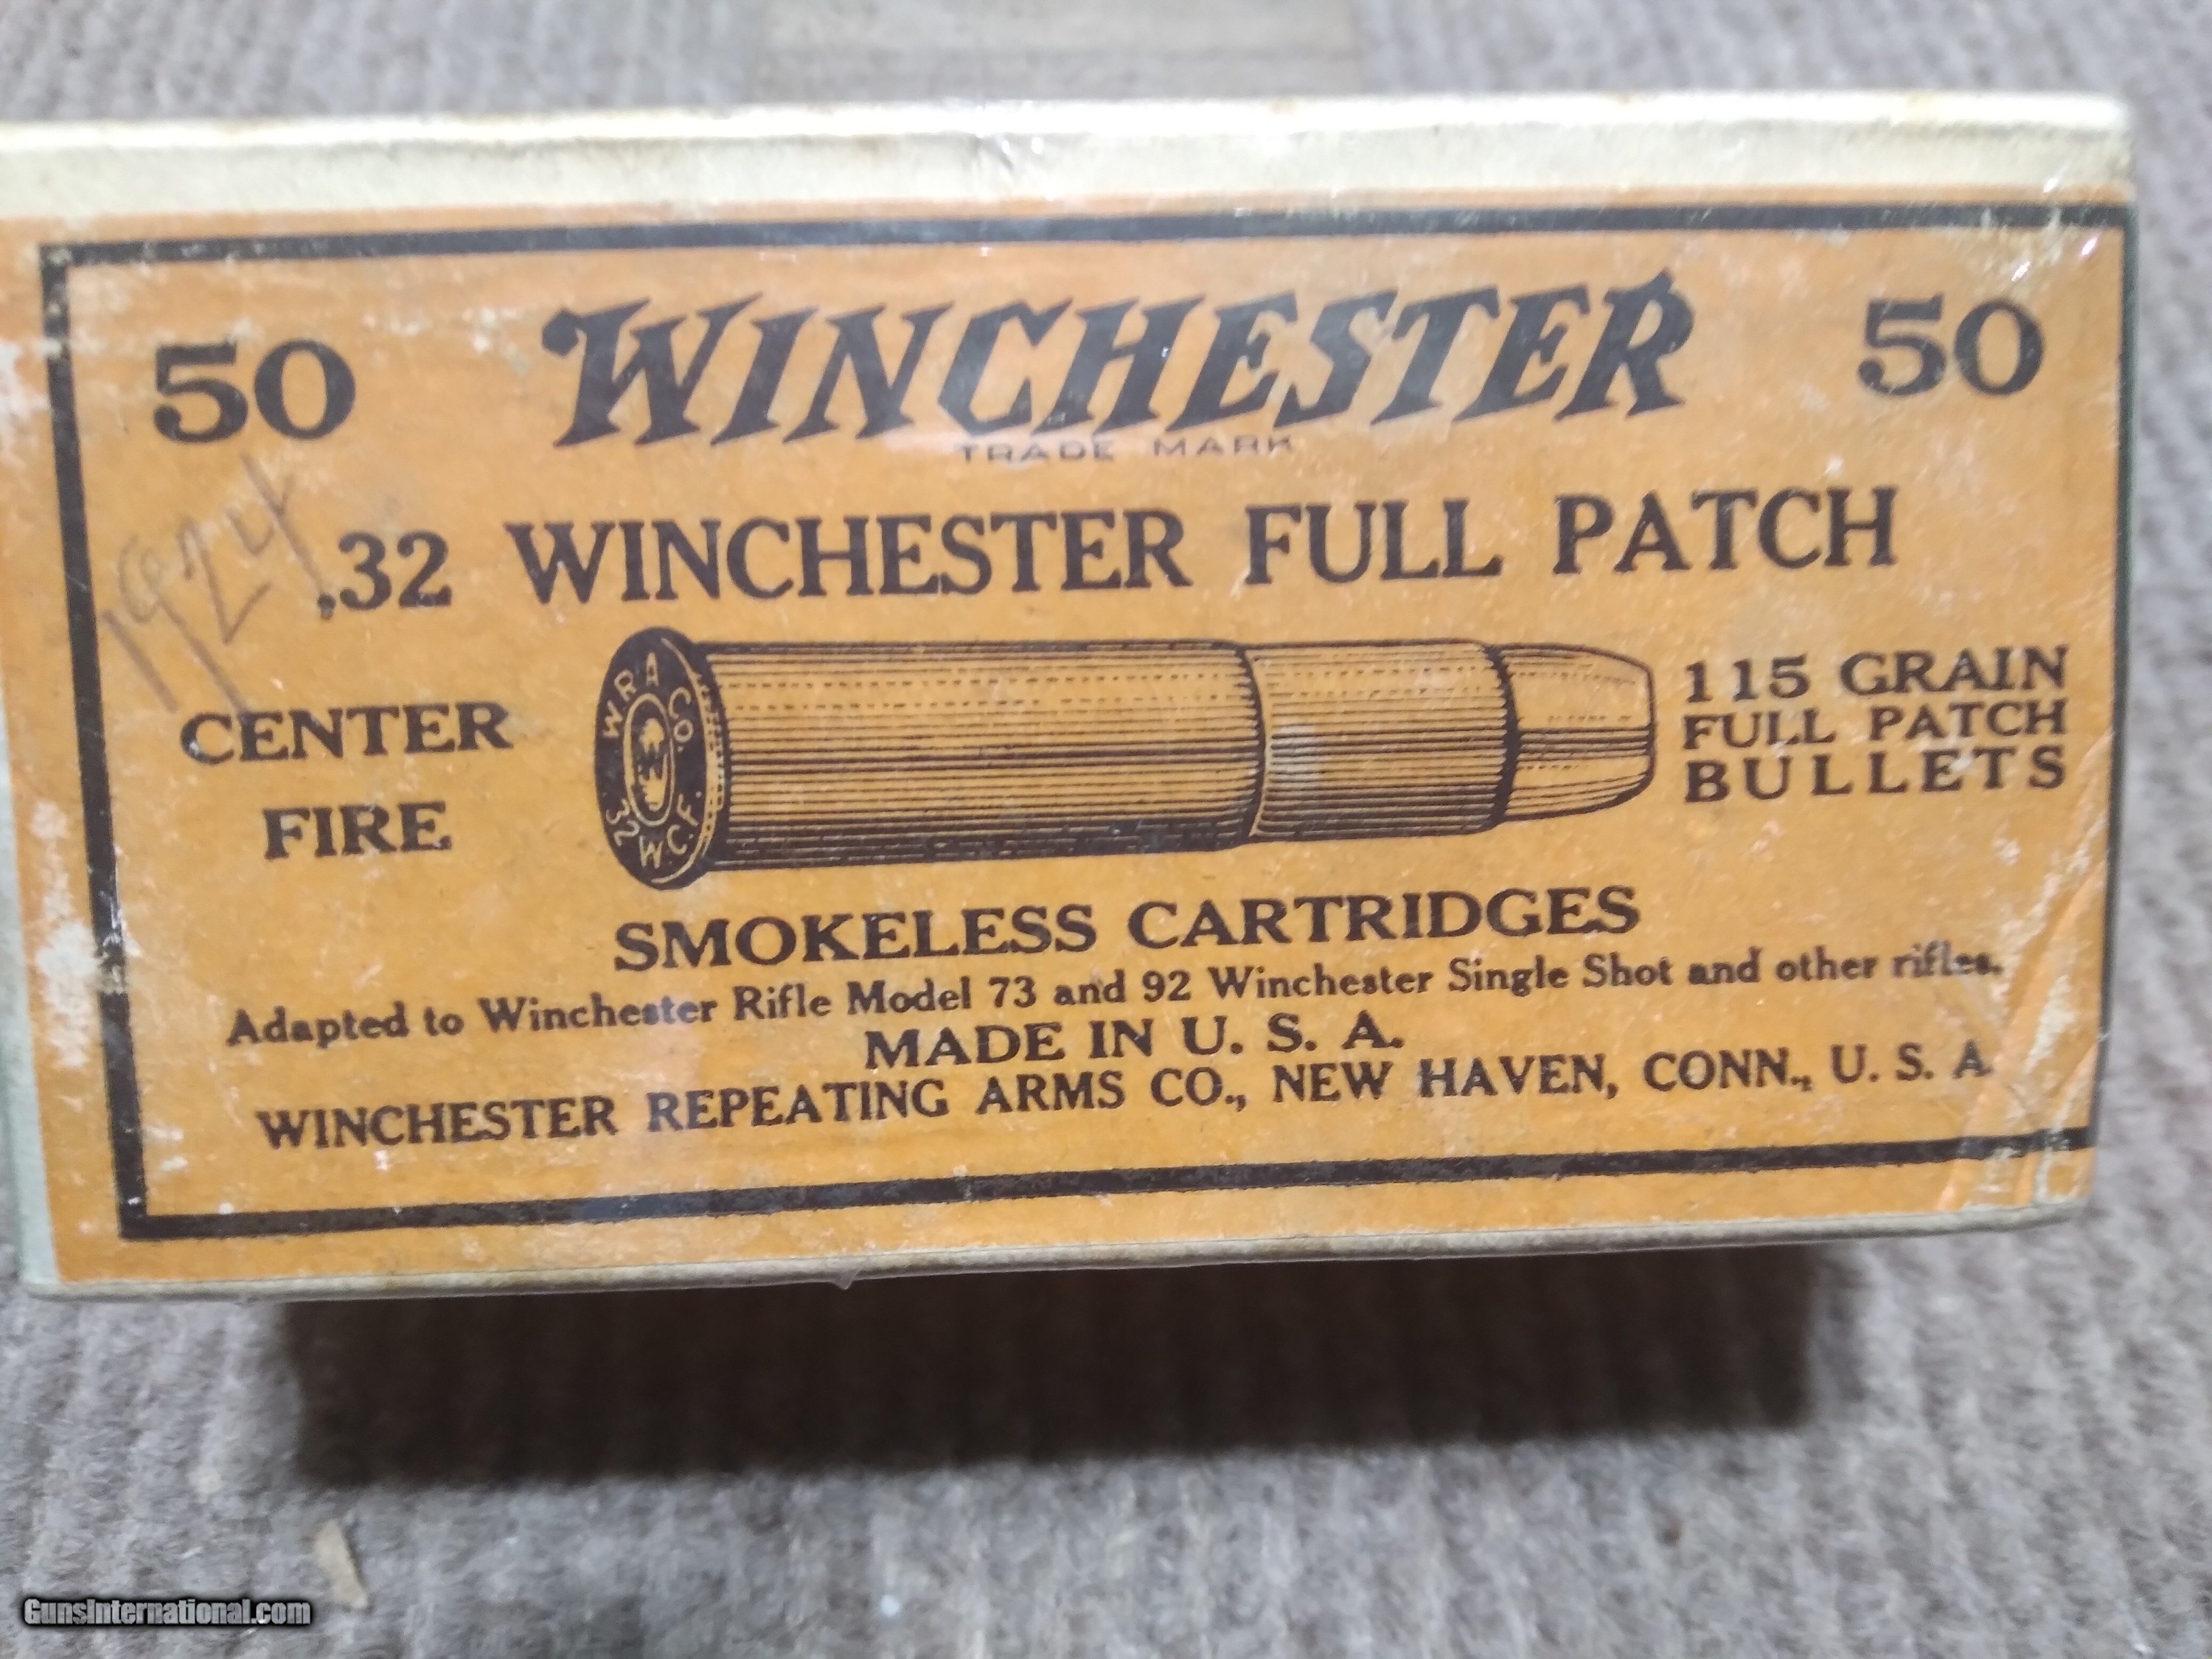 50 WINCHESTER 50
TRADE MARK
1924
.32 WINCHESTER FULL PATCH
CENTER
FIRE
W.R.A. CO.
W
.32 W.C.F.
115 GRAIN
FULL PATCH
BULLETS
SMOKELESS CARTRIDGES
Adapted to Winchester Rifle Model 73 and 92 Winchester Single Shot and other rifles.
MADE IN U. S. A.
WINCHESTER REPEATING ARMS CO., NEW HAVEN, CONN., U. S. A.
GunsInternational.com